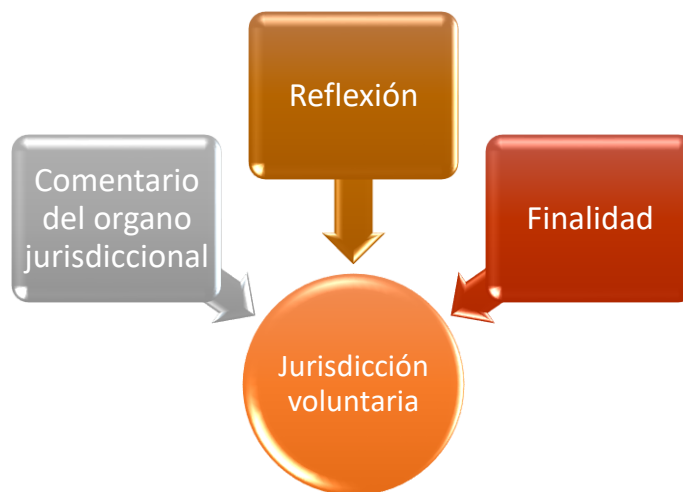 Reflexión
Comentario
del organo
jurisdiccional
Finalidad
Jurisdicción
voluntaria